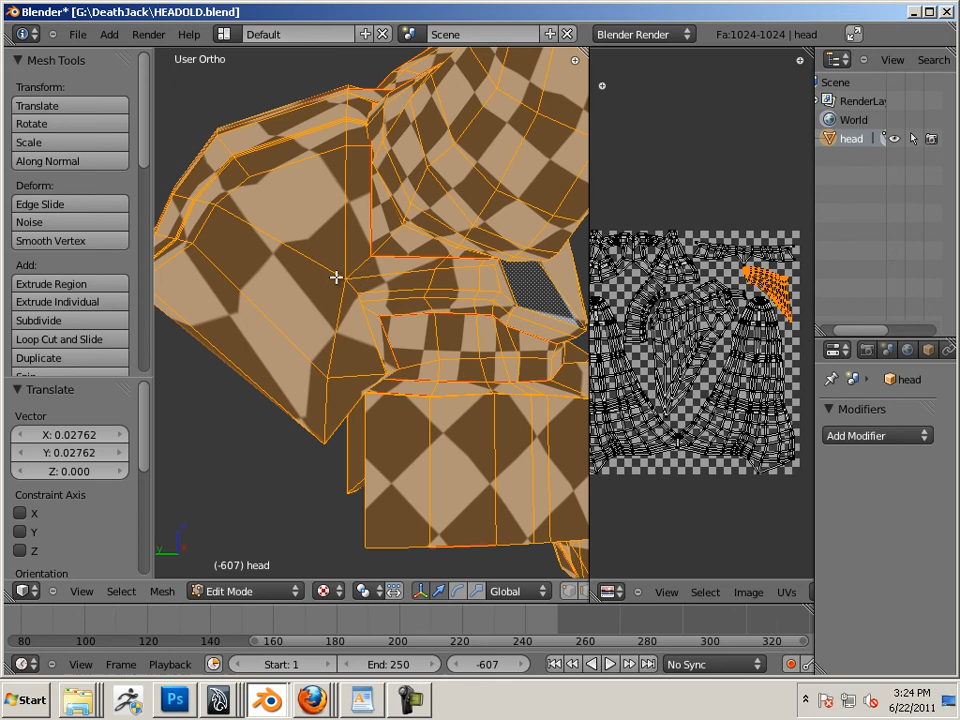 Blender* [G:\DeathJack\HEADOLD.blend]
File Add Render Help Default Scene Blender Render Fa:1024-1024 | head
Mesh Tools
Transform:
Translate
Rotate
Scale
Along Normal
Deform:
Edge Slide
Noise
Smooth Vertex
Add:
Extrude Region
Extrude Individual
Subdivide
Loop Cut and Slide
Duplicate
Translate
Vector
X: 0.02762
Y: 0.02762
Z: 0.000
Constraint Axis
X
Y
Z
Orientation
User Ortho
(-607) head
View Select Mesh Edit Mode Global
View Select Image UVs
View Search
Scene
RenderLay
World
head
head
Modifiers
Add Modifier
80 100 120 140 160 180 200 220 240 260 280 300 320
View Frame Playback Start: 1 End: 250 -607 No Sync
Start Ps 3:24 PM
6/22/2011